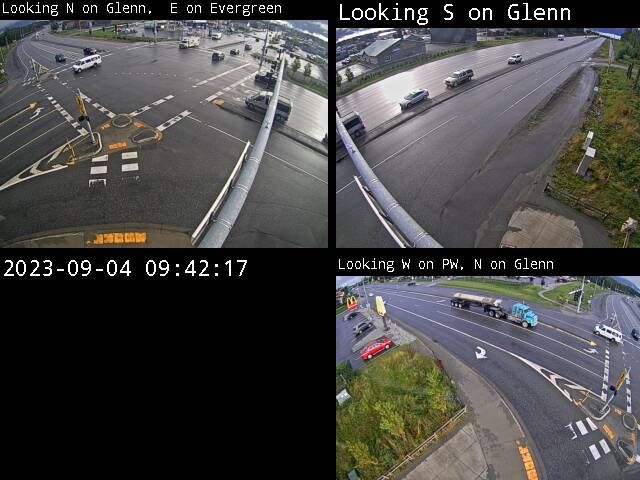 Looking N on Glenn, E on Evergreen
Looking S on Glenn
2023-09-04 09:42:17
Looking W on PW, N on Glenn